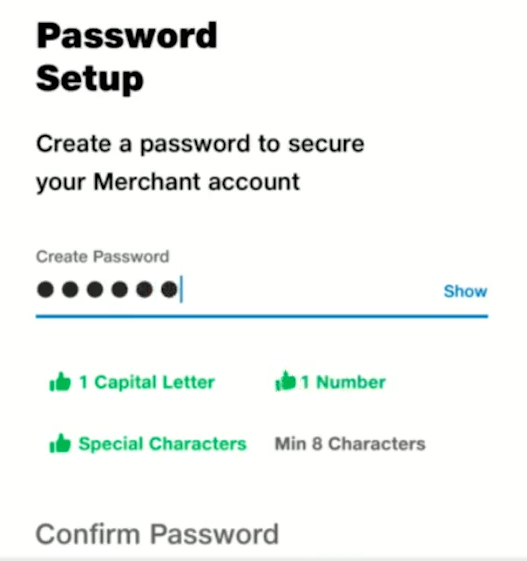 Password
Setup
Create a password to secure
your Merchant account
Create Password
Show
1 Capital Letter
1 Number
Special Characters
Min 8 Characters
Confirm Password